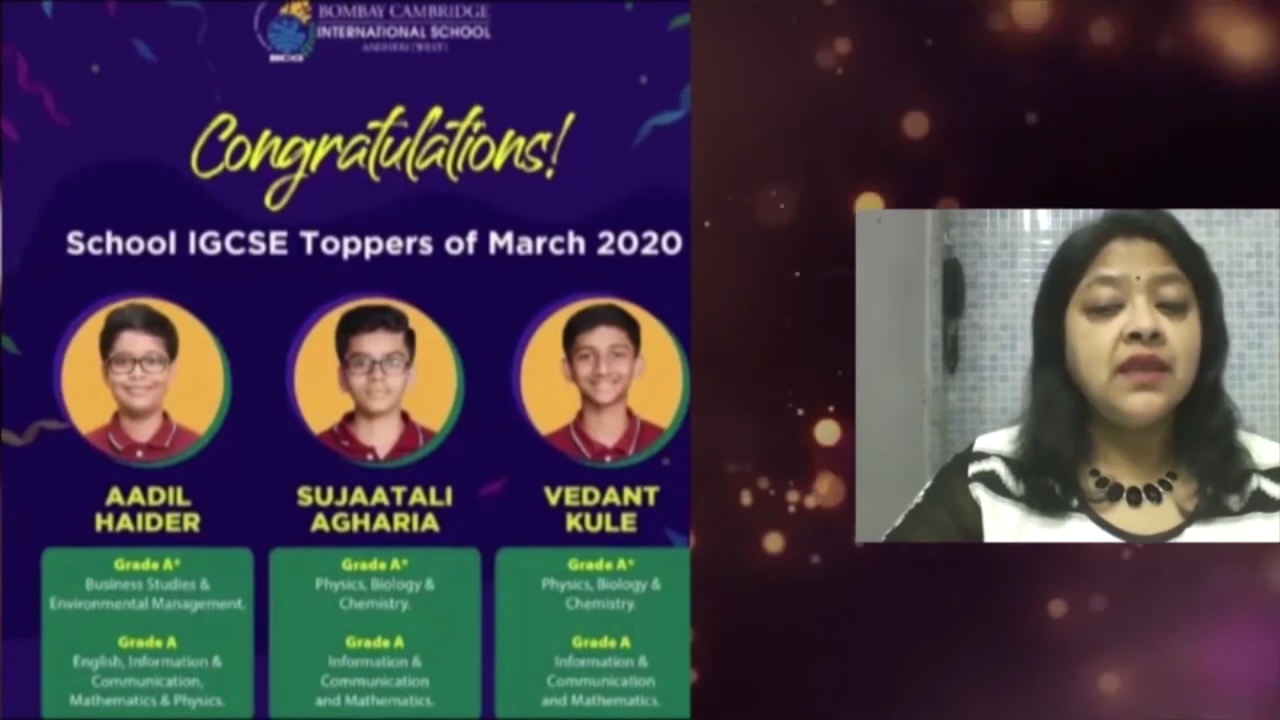 BOMBAY CAMBRIDGE
INTERNATIONAL SCHOOL
ANDHERI (WEST)
Congratulations!
School IGCSE Toppers of March 2020
AADIL
HAIDER
Grade A*
Business Studies &
Environmental Management.
Grade A
English, Information &
Communication,
Mathematics & Physics.
SUJAATALI
AGHARIA
Grade A*
Physics, Biology &
Chemistry.
Grade A
Information &
Communication
and Mathematics.
VEDANT
KULE
Grade A*
Physics, Biology &
Chemistry.
Grade A
Information &
Communication
and Mathematics.